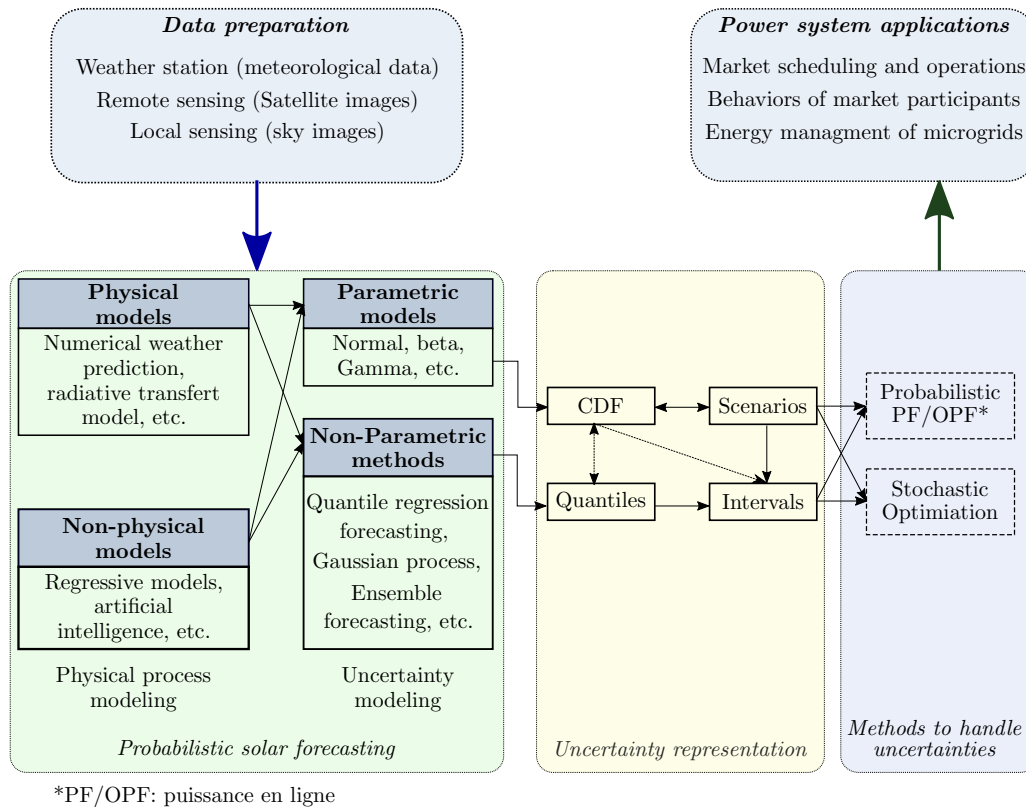 Data preparation
Weather station (meteorological data)
Remote sensing (Satellite images)
Local sensing (sky images)
Power system applications
Market scheduling and operations
Behaviors of market participants
Energy managment of microgrids
Physical
models
Numerical weather
prediction,
radiative transfert
model, etc.
Non-physical
models
Regressive models,
artificial
intelligence, etc.
Physical process
modeling
Parametric
models
Normal, beta,
Gamma, etc.
Non-Parametric
methods
Quantile regression
forecasting,
Gaussian process,
Ensemble
forecasting, etc.
Uncertainty
modeling
Probabilistic solar forecasting
CDF
Scenarios
Quantiles
Intervals
Uncertainty representation
Probabilistic
PF/OPF*
Stochastic
Optimiation
Methods to handle
uncertainties
*PF/OPF: puissance en ligne